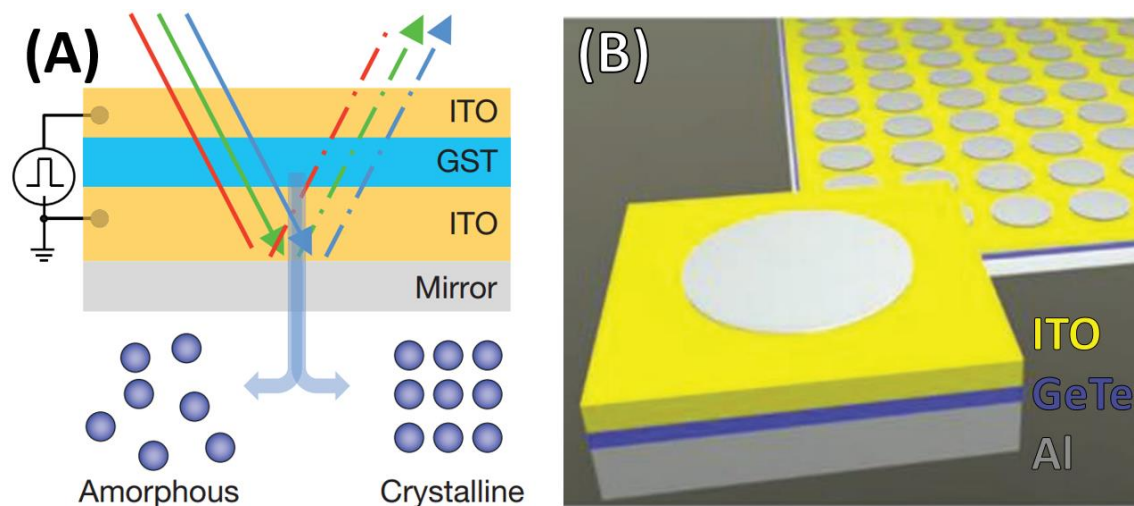 (A)
ITO
GST
ITO
Mirror
Amorphous
Crystalline
(B)
ITO
GeTe
Al